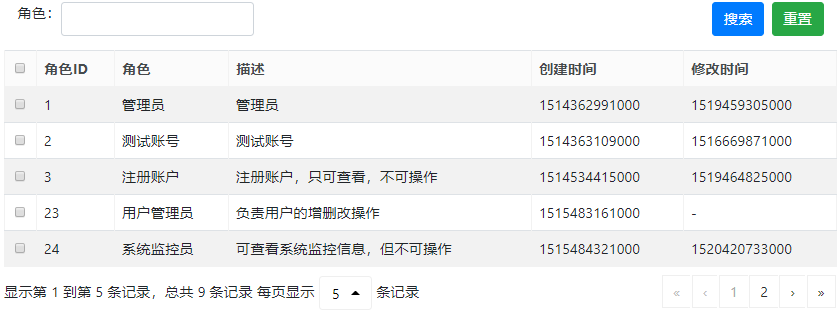 角色： 搜索 重置
角色ID 角色 描述 创建时间 修改时间
1 管理员 管理员 1514362991000 1519459305000
2 测试账号 测试账号 1514363109000 1516669871000
3 注册账户 注册账户，只可查看，不可操作 1514534415000 1519464825000
23 用户管理员 负责用户的增删改操作 1515483161000 -
24 系统监控员 可查看系统监控信息，但不可操作 1515484321000 1520420733000
显示第 1 到第 5 条记录，总共 9 条记录 每页显示 5 条记录 « ‹ 1 2 › »